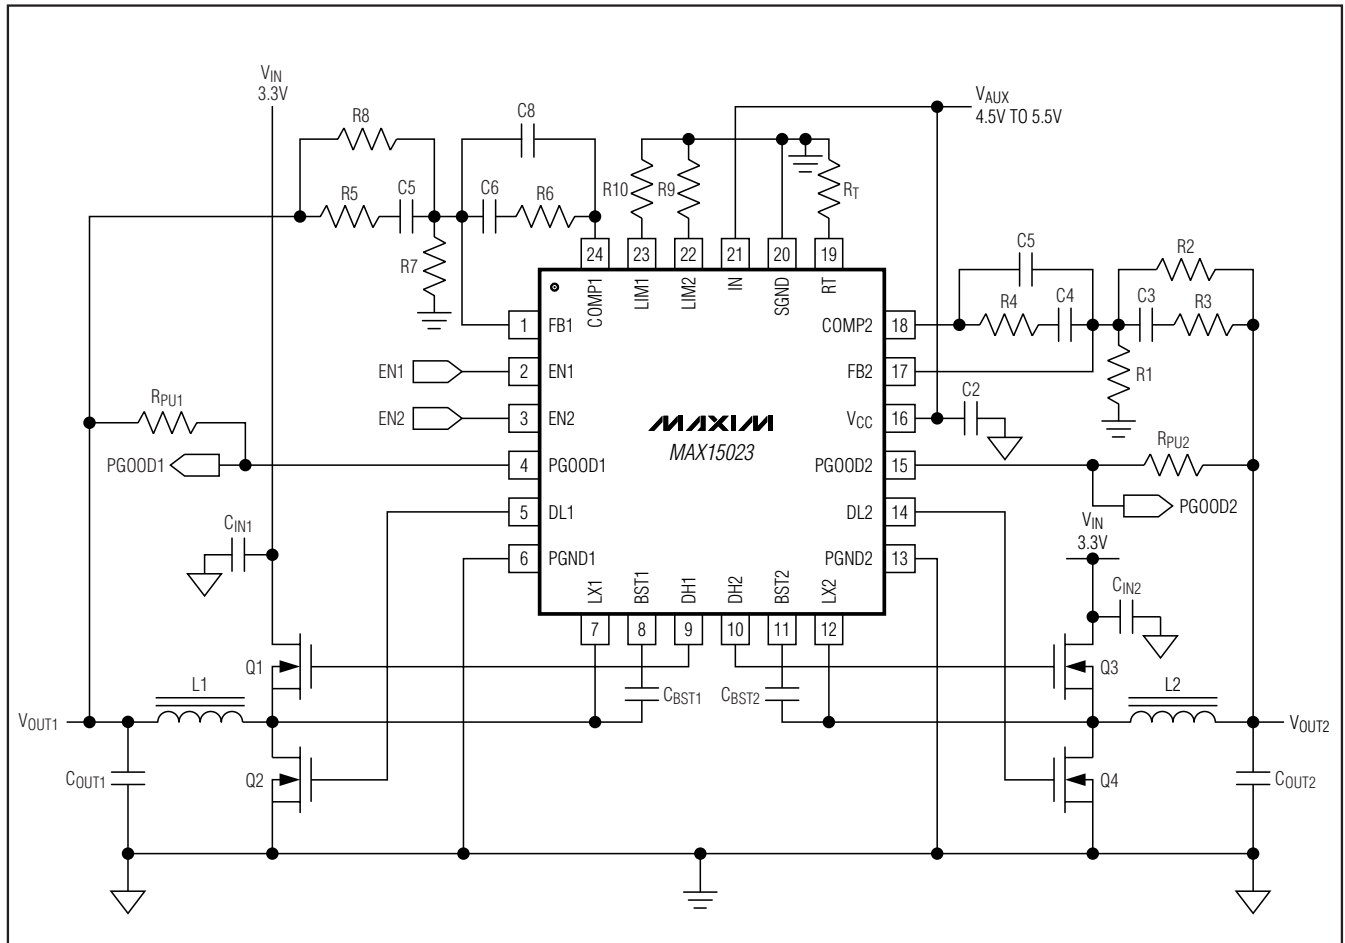 VIN
3.3V
R8
C8
VAUX
4.5V TO 5.5V
R5
C5
C6
R6
R10
R9
RT
R7
24
23
22
21
20
19
COMP1
LIM1
LIM2
IN
SGND
RT
C5
R2
R4
C4
C3
R3
R1
1
FB1
COMP2
18
EN1
2
EN1
FB2
17
EN2
3
EN2
VCC
16
C2
RPU1
MAXIM
MAX15023
PGOOD1
4
PGOOD1
PGOOD2
15
RPU2
PGOOD2
5
DL1
DL2
14
CIN1
6
PGND1
PGND2
13
VIN
3.3V
LX1
BST1
DH1
DH2
BST2
LX2
7
8
9
10
11
12
CIN2
Q1
Q3
L1
CBST1
CBST2
L2
VOUT1
VOUT2
COUT1
Q2
Q4
COUT2